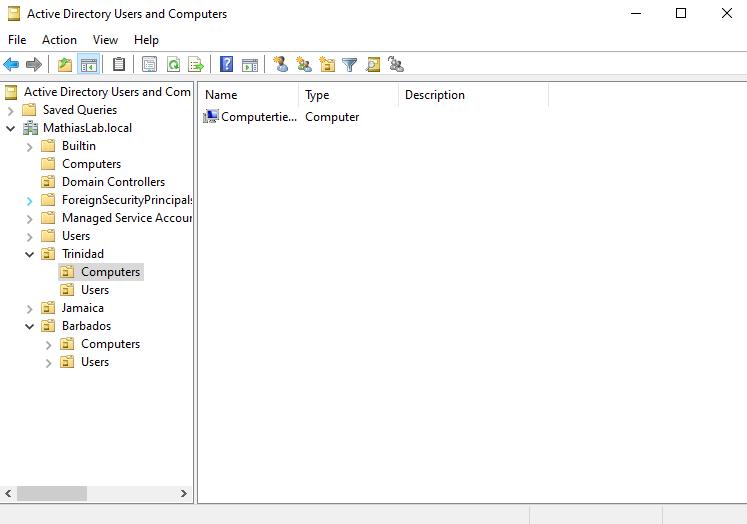 Active Directory Users and Computers
File Action View Help
Active Directory Users and Com
Saved Queries
MathiasLab.local
Builtin
Computers
Domain Controllers
ForeignSecurityPrincipals
Managed Service Accour
Users
Trinidad
Computers
Users
Jamaica
Barbados
Computers
Users
Name Type Description
Computertie... Computer